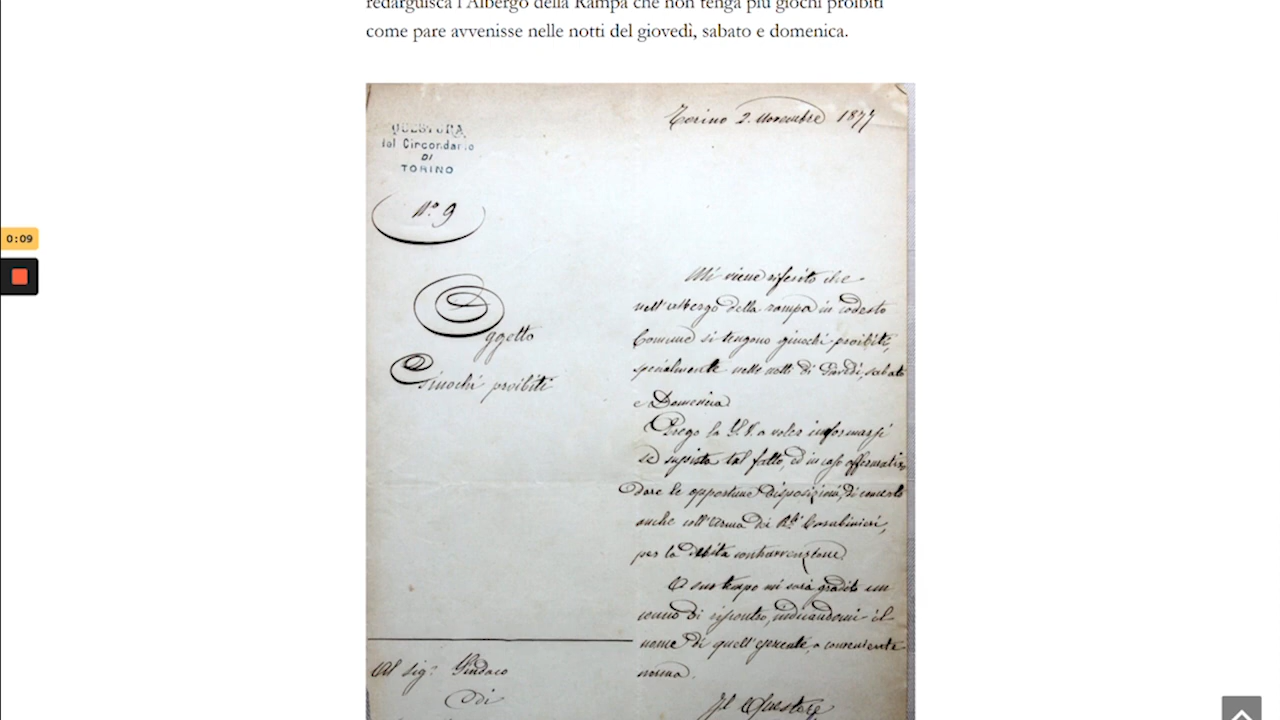 redarguisca l'Albergo della Rampa che non tenga più giochi proibiti
come pare avvenisse nelle notti del giovedì, sabato e domenica.
Torino 2. Novembre 1877
QUESTURA
del Circondario
DI
TORINO
N.° 9
Oggetto
Giuochi proibiti
Mi viene riferito che
nell'albergo della rampa in codesto
Comune si tengono giuochi proibiti,
specialmente nelle notti di Giovedì, sabato
e Domenica
Prego la S.V. a voler informarsi
se sussista tal fatto, ed in caso affermativo
dare le opportune disposizioni, di concerto
anche coll'Arma dei Rli Carabinieri,
per la debita contravvenzione.
A suo tempo mi sarà gradito un
cenno di riscontro, indicandomi il
nome di quell'esercente, a conveniente
norma.
Al sig. Sindaco
di
Il Questore
0:09